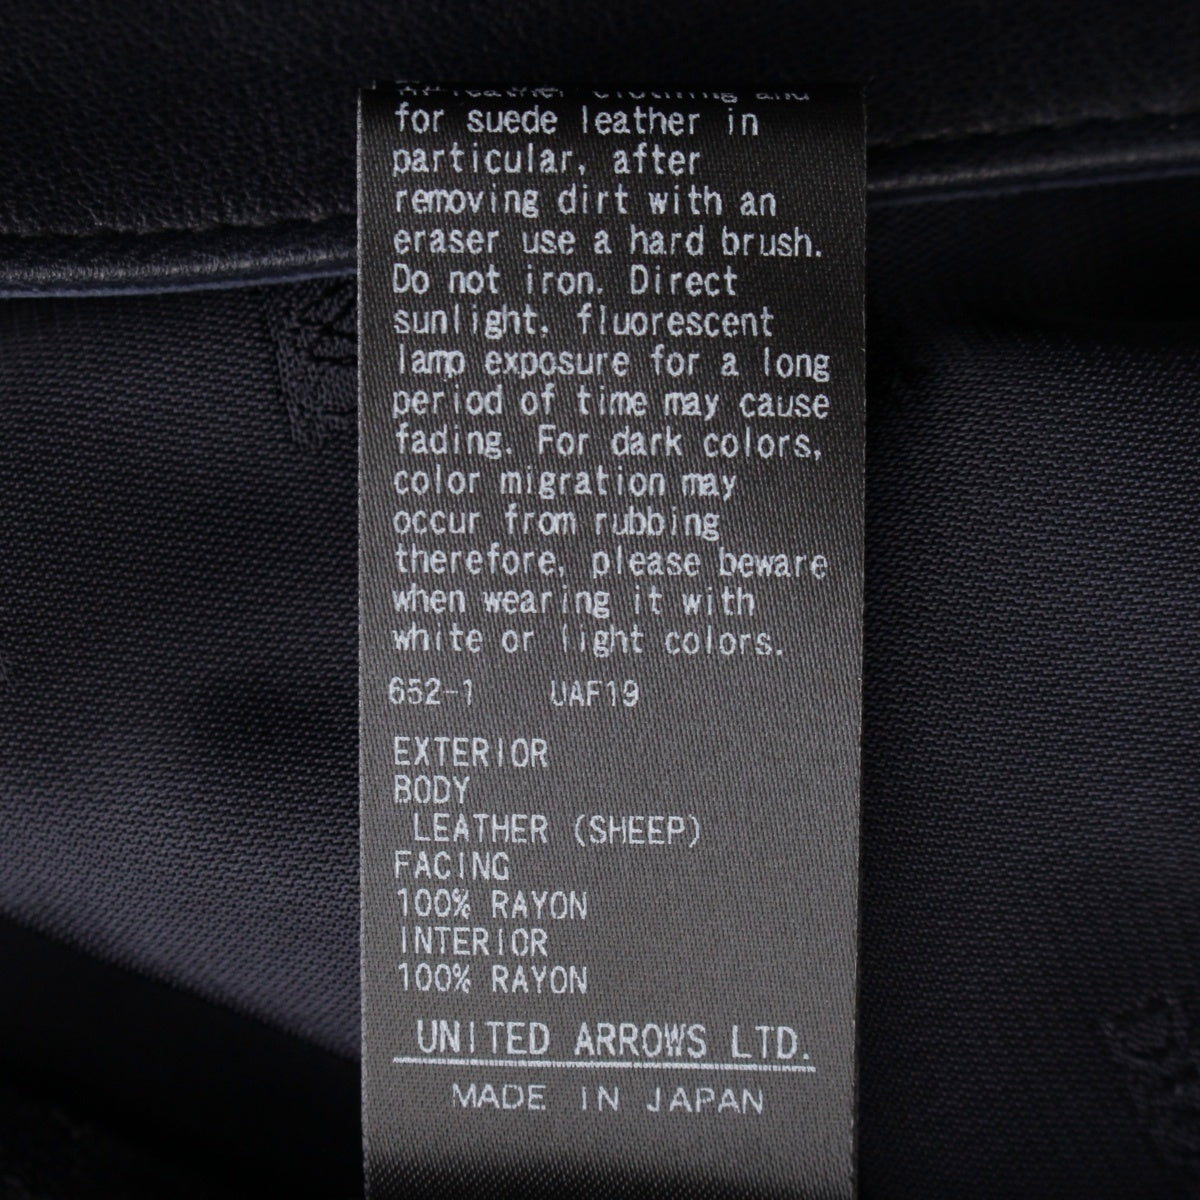 leather clothing and
for suede leather in
particular, after
removing dirt with an
eraser use a hard brush.
Do not iron. Direct
sunlight, fluorescent
lamp exposure for a long
period of time may cause
fading. For dark colors,
color migration may
occur from rubbing
therefore, please beware
when wearing it with
white or light colors.
652-1 UAF19
EXTERIOR
BODY
LEATHER (SHEEP)
FACING
100% RAYON
INTERIOR
100% RAYON
UNITED ARROWS LTD.
MADE IN JAPAN